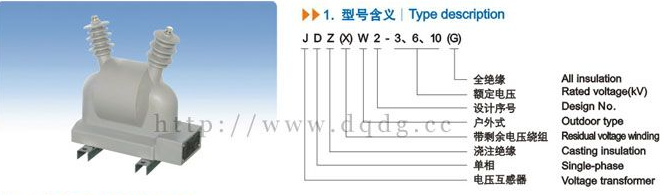 1. 型号含义 | Type description
J D Z (X) W 2 - 3、6、10 (G)
全绝缘 All insulation
额定电压 Rated voltage(kV)
设计序号 Design No.
户外式 Outdoor type
带剩余电压绕组 Residual voltage winding
浇注绝缘 Casting insulation
单相 Single-phase
电压互感器 Voltage transformer
http://www.dqdg.cc